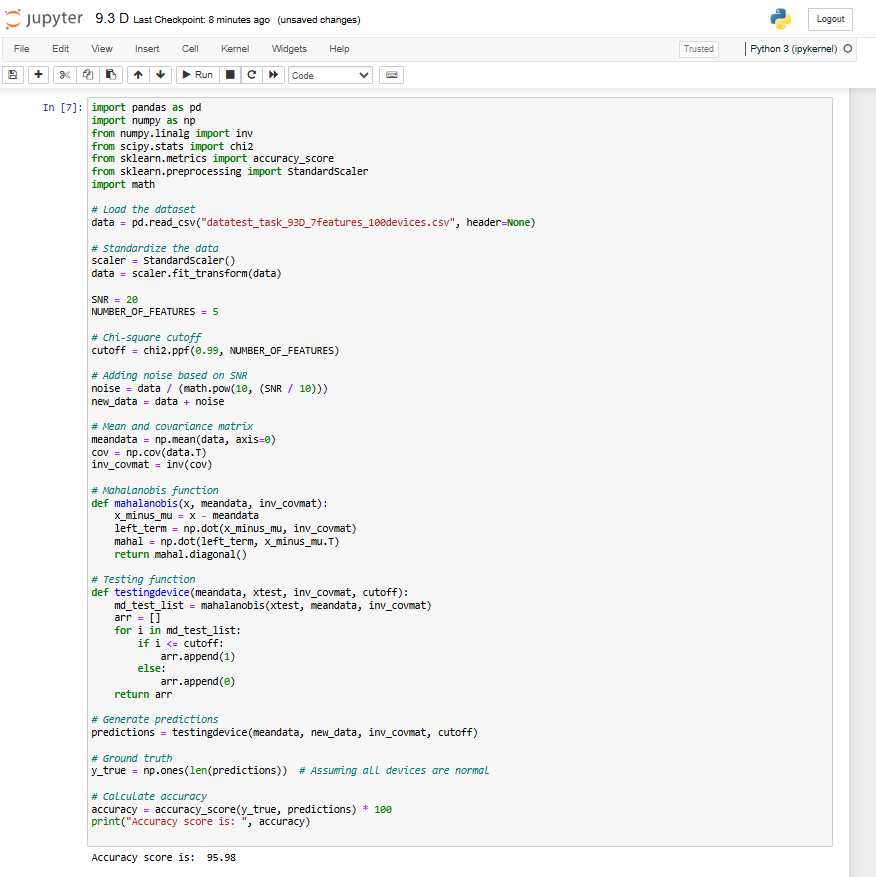 jupyter 9.3 D Last Checkpoint: 8 minutes ago (unsaved changes) Logout
File Edit View Insert Cell Kernel Widgets Help Trusted Python 3 (ipykernel)
Run Code
In [7]: import pandas as pd
import numpy as np
from numpy.linalg import inv
from scipy.stats import chi2
from sklearn.metrics import accuracy_score
from sklearn.preprocessing import StandardScaler
import math

# Load the dataset
data = pd.read_csv("datatest_task_93D_7features_100devices.csv", header=None)

# Standardize the data
scaler = StandardScaler()
data = scaler.fit_transform(data)

SNR = 20
NUMBER_OF_FEATURES = 5

# Chi-square cutoff
cutoff = chi2.ppf(0.99, NUMBER_OF_FEATURES)

# Adding noise based on SNR
noise = data / (math.pow(10, (SNR / 10)))
new_data = data + noise

# Mean and covariance matrix
meandata = np.mean(data, axis=0)
cov = np.cov(data.T)
inv_covmat = inv(cov)

# Mahalanobis function
def mahalanobis(x, meandata, inv_covmat):
    x_minus_mu = x - meandata
    left_term = np.dot(x_minus_mu, inv_covmat)
    mahal = np.dot(left_term, x_minus_mu.T)
    return mahal.diagonal()

# Testing function
def testingdevice(meandata, xtest, inv_covmat, cutoff):
    md_test_list = mahalanobis(xtest, meandata, inv_covmat)
    arr = []
    for i in md_test_list:
        if i <= cutoff:
            arr.append(1)
        else:
            arr.append(0)
    return arr

# Generate predictions
predictions = testingdevice(meandata, new_data, inv_covmat, cutoff)

# Ground truth
y_true = np.ones(len(predictions))  # Assuming all devices are normal

# Calculate accuracy
accuracy = accuracy_score(y_true, predictions) * 100
print("Accuracy score is: ", accuracy)

Accuracy score is:  95.98